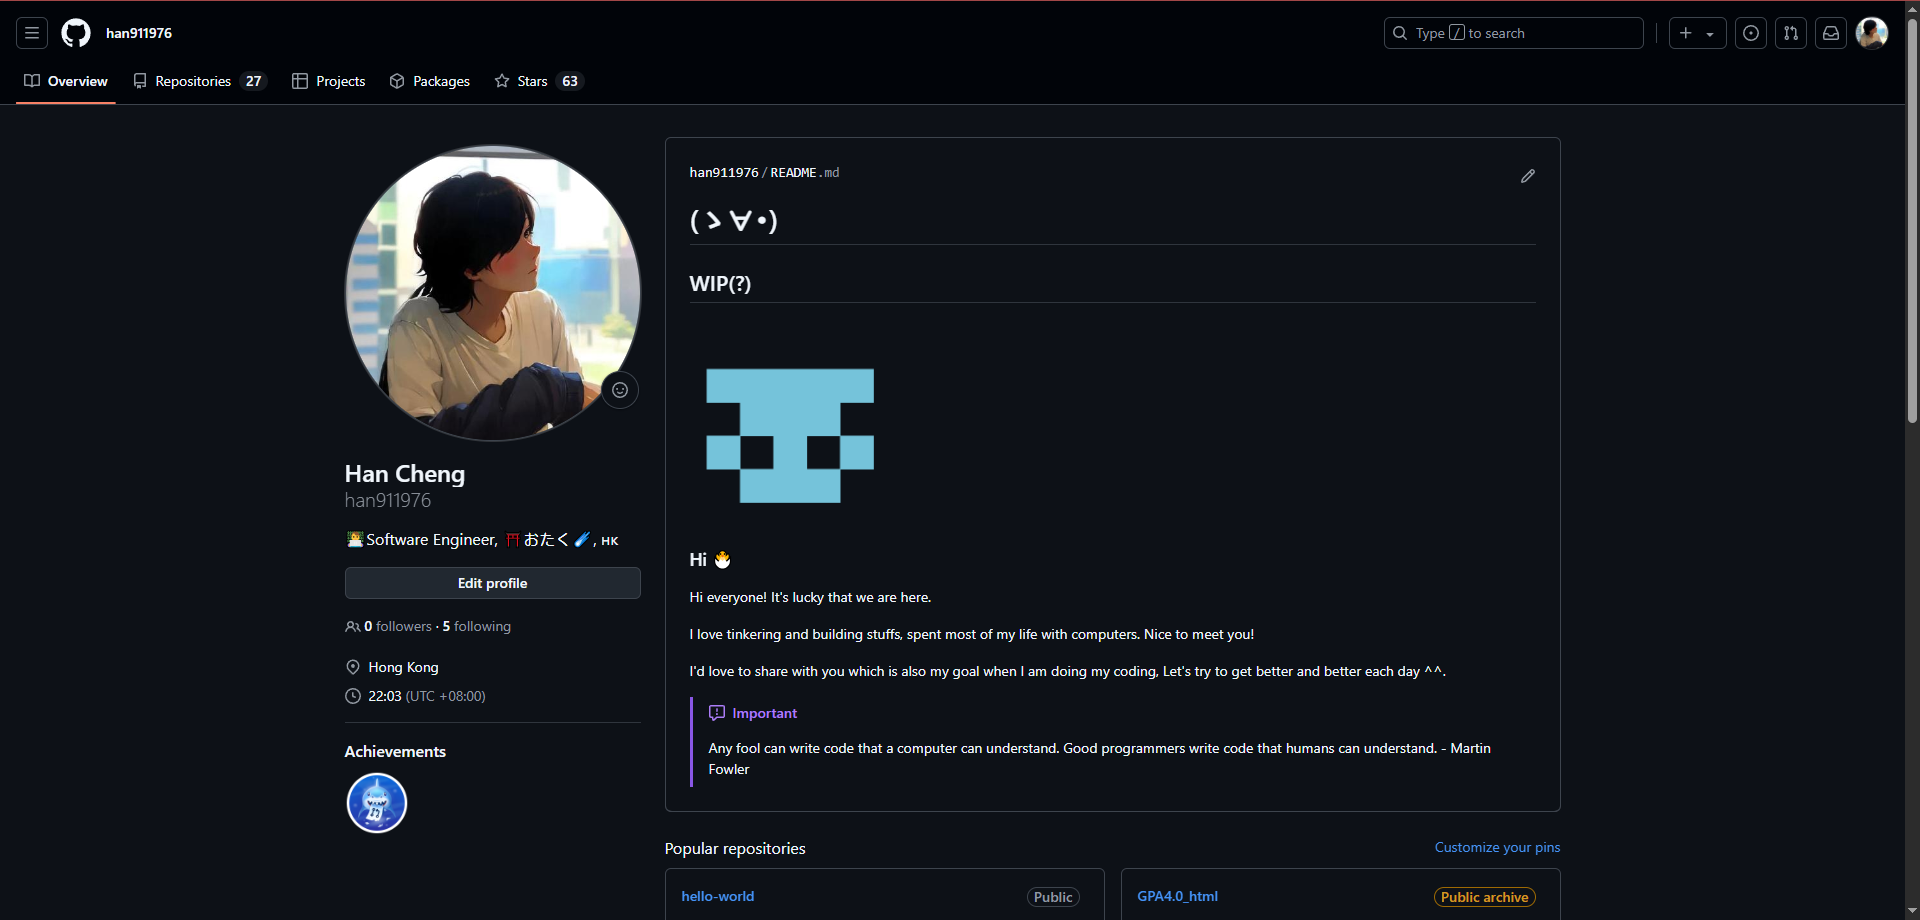 han911976
Type / to search
Overview
Repositories 27
Projects
Packages
Stars 63
han911976/README.md
(ゝ∀•)
WIP(?)
Hi 🐣
Hi everyone! It's lucky that we are here.
I love tinkering and building stuffs, spent most of my life with computers. Nice to meet you!
I'd love to share with you which is also my goal when I am doing my coding, Let's try to get better and better each day ^^.
Important
Any fool can write code that a computer can understand. Good programmers write code that humans can understand. - Martin
Fowler
Han Cheng
han911976
👨‍💻Software Engineer, ⛩️おたく☄️, ʜᴋ
Edit profile
0 followers · 5 following
Hong Kong
22:03 (UTC +08:00)
Achievements
Popular repositories
Customize your pins
hello-world
Public
GPA4.0_html
Public archive